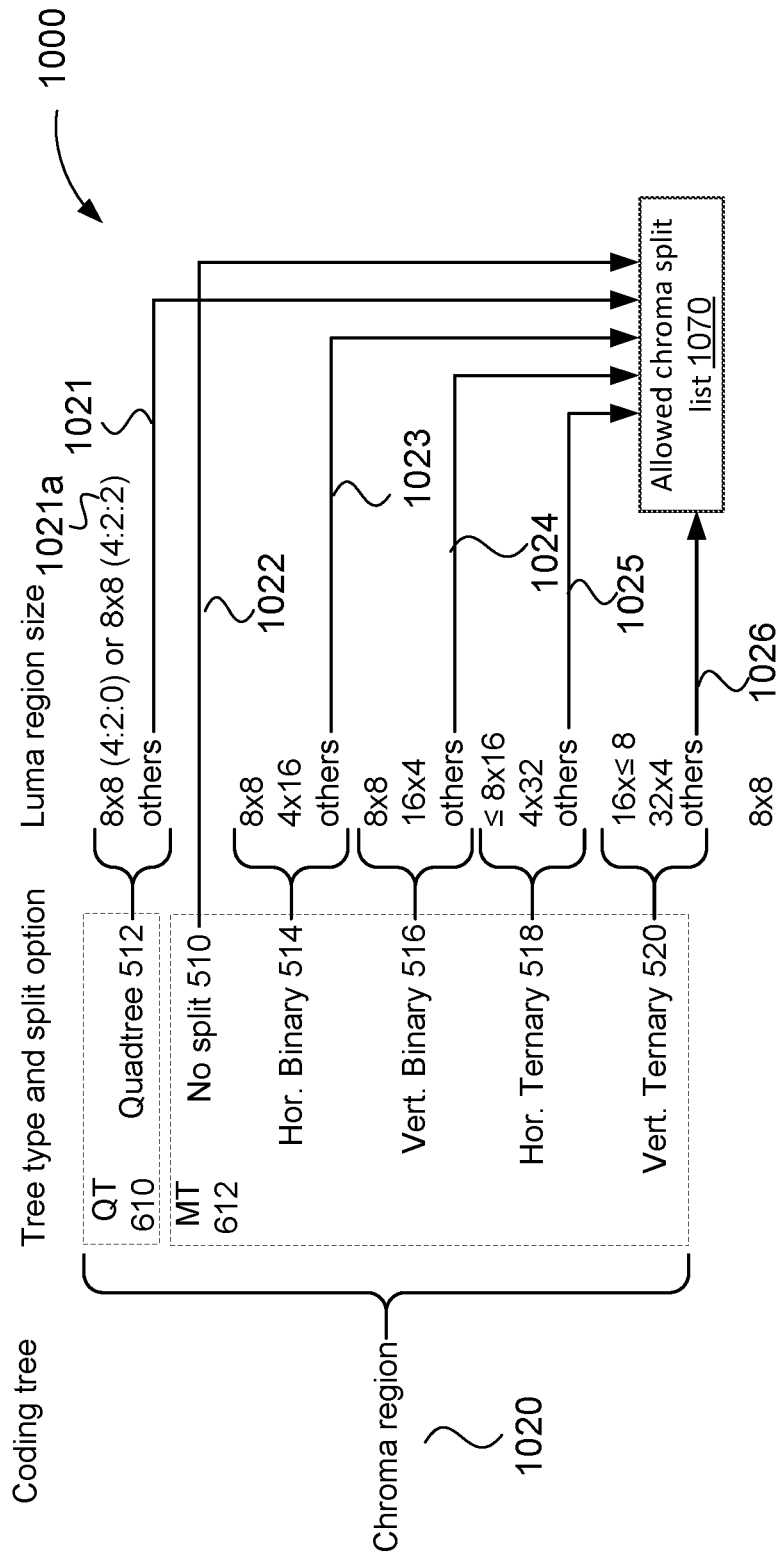 1000
Coding tree
Tree type and split option
Luma region size
1021a
1021
QT
610
Quadtree 512
8x8 (4:2:0) or 8x8 (4:2:2)
others
MT
612
No split 510
1022
Hor. Binary 514
8x8
4x16
others
1023
Vert. Binary 516
8x8
16x4
others
1024
Hor. Ternary 518
≤ 8x16
4x32
others
1025
Vert. Ternary 520
16x≤ 8
32x4
others
1026
8x8
Chroma region
1020
Allowed chroma split
list 1070